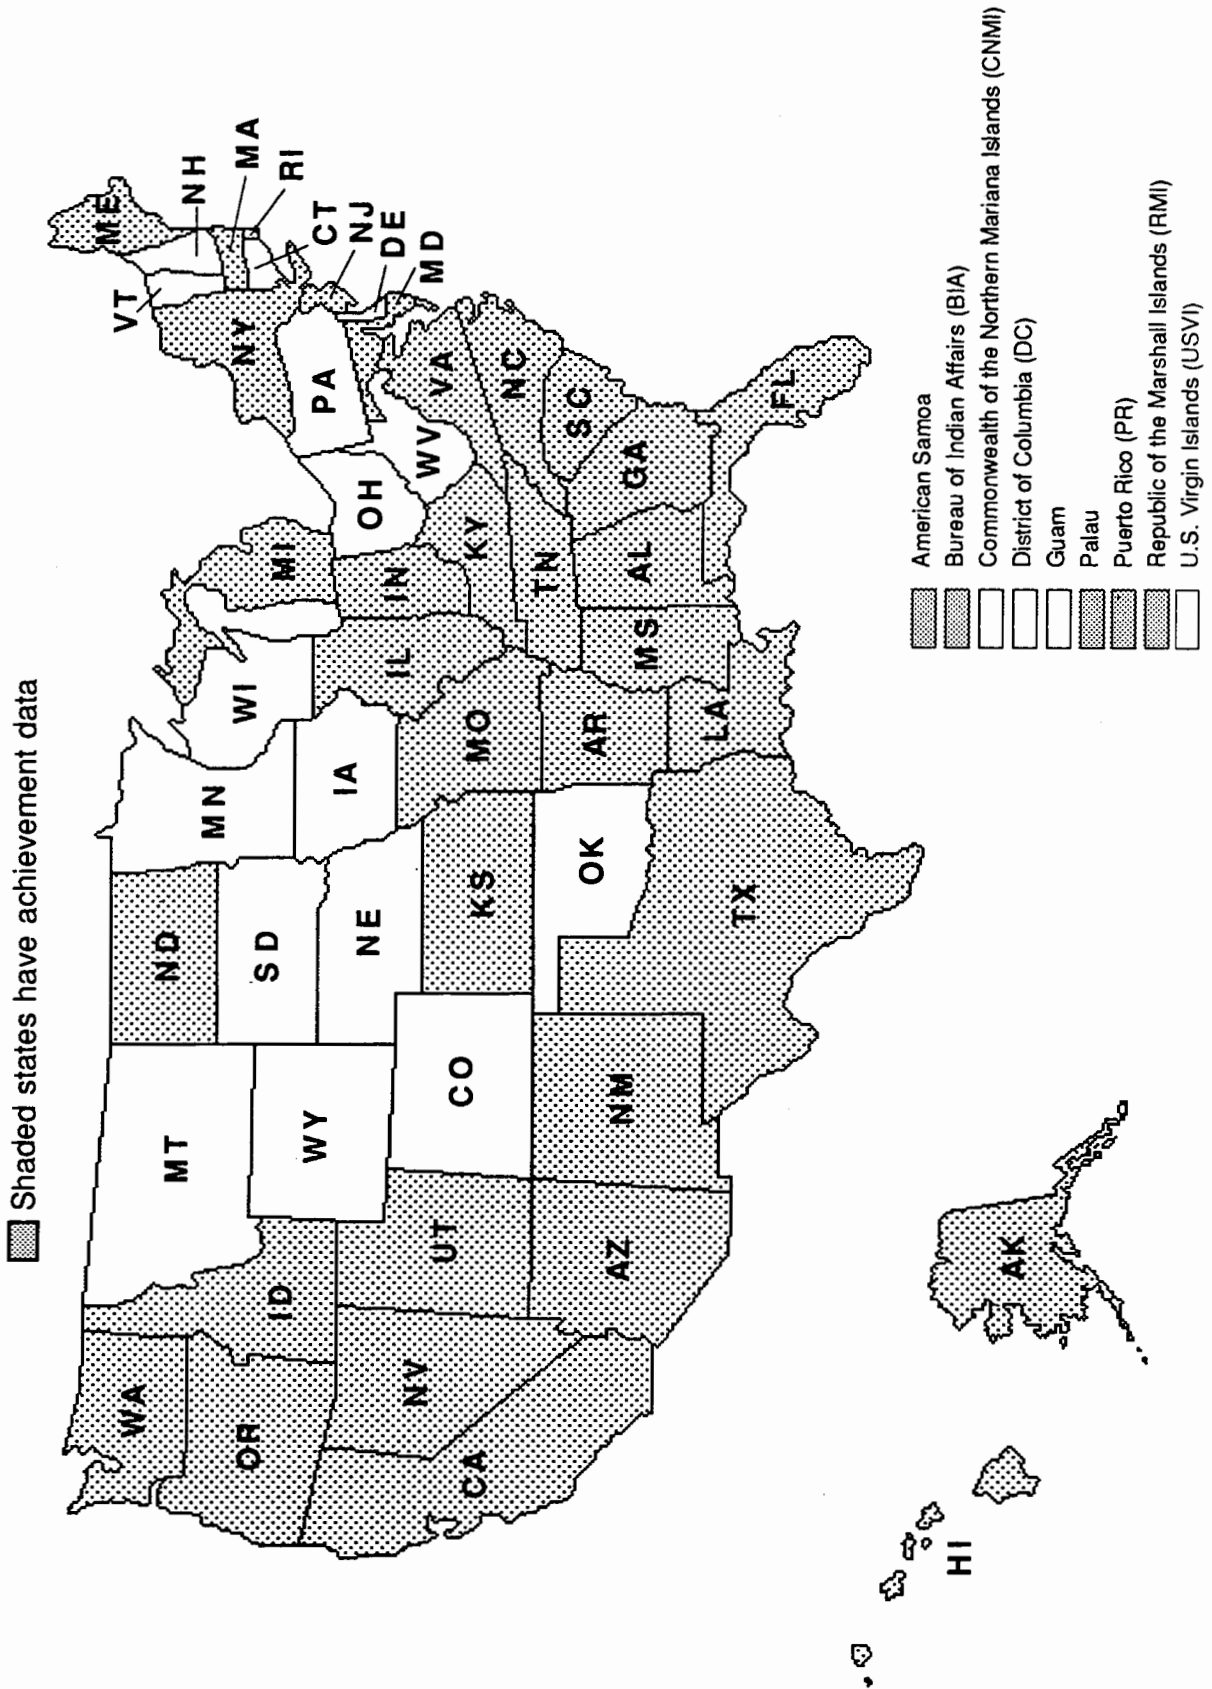 Shaded states have achievement data
WA
OR
CA
NV
ID
MT
WY
UT
AZ
CO
NM
ND
SD
NE
KS
OK
TX
MN
IA
MO
AR
LA
WI
IL
MI
IN
OH
KY
TN
MS
AL
GA
FL
SC
NC
VA
WV
PA
NY
VT
ME
NH
MA
RI
CT
NJ
DE
MD
AK
HI
American Samoa
Bureau of Indian Affairs (BIA)
Commonwealth of the Northern Mariana Islands (CNMI)
District of Columbia (DC)
Guam
Palau
Puerto Rico (PR)
Republic of the Marshall Islands (RMI)
U.S. Virgin Islands (USVI)